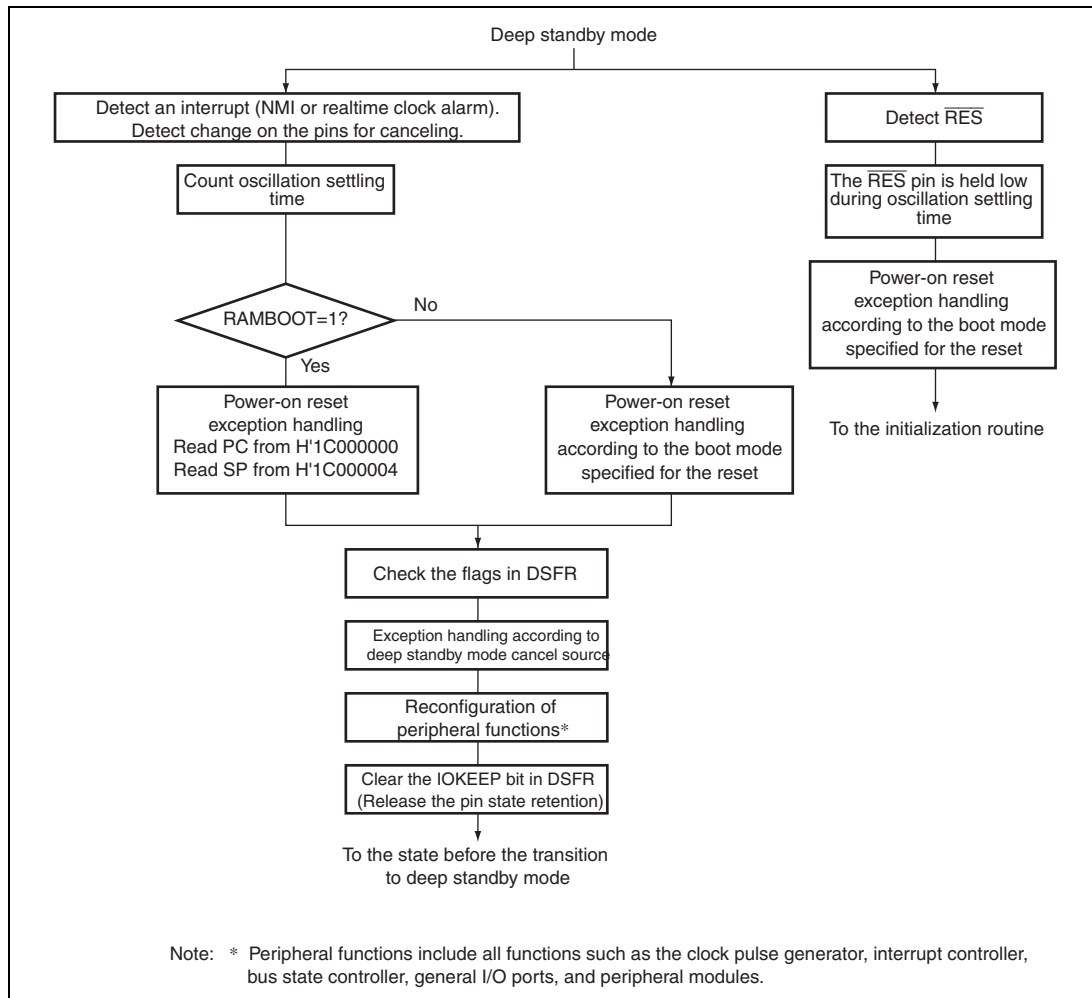 Deep standby mode
Detect an interrupt (NMI or realtime clock alarm).
Detect change on the pins for canceling.
Count oscillation settling
time
RAMBOOT=1?
No
Yes
Power-on reset
exception handling
Read PC from H'1C000000
Read SP from H'1C000004
Power-on reset
exception handling
according to the boot mode
specified for the reset
Detect RES
The RES pin is held low
during oscillation settling
time
Power-on reset
exception handling
according to the boot mode
specified for the reset
To the initialization routine
Check the flags in DSFR
Exception handling according to
deep standby mode cancel source
Reconfiguration of
peripheral functions*
Clear the IOKEEP bit in DSFR
(Release the pin state retention)
To the state before the transition
to deep standby mode
Note: * Peripheral functions include all functions such as the clock pulse generator, interrupt controller,
bus state controller, general I/O ports, and peripheral modules.